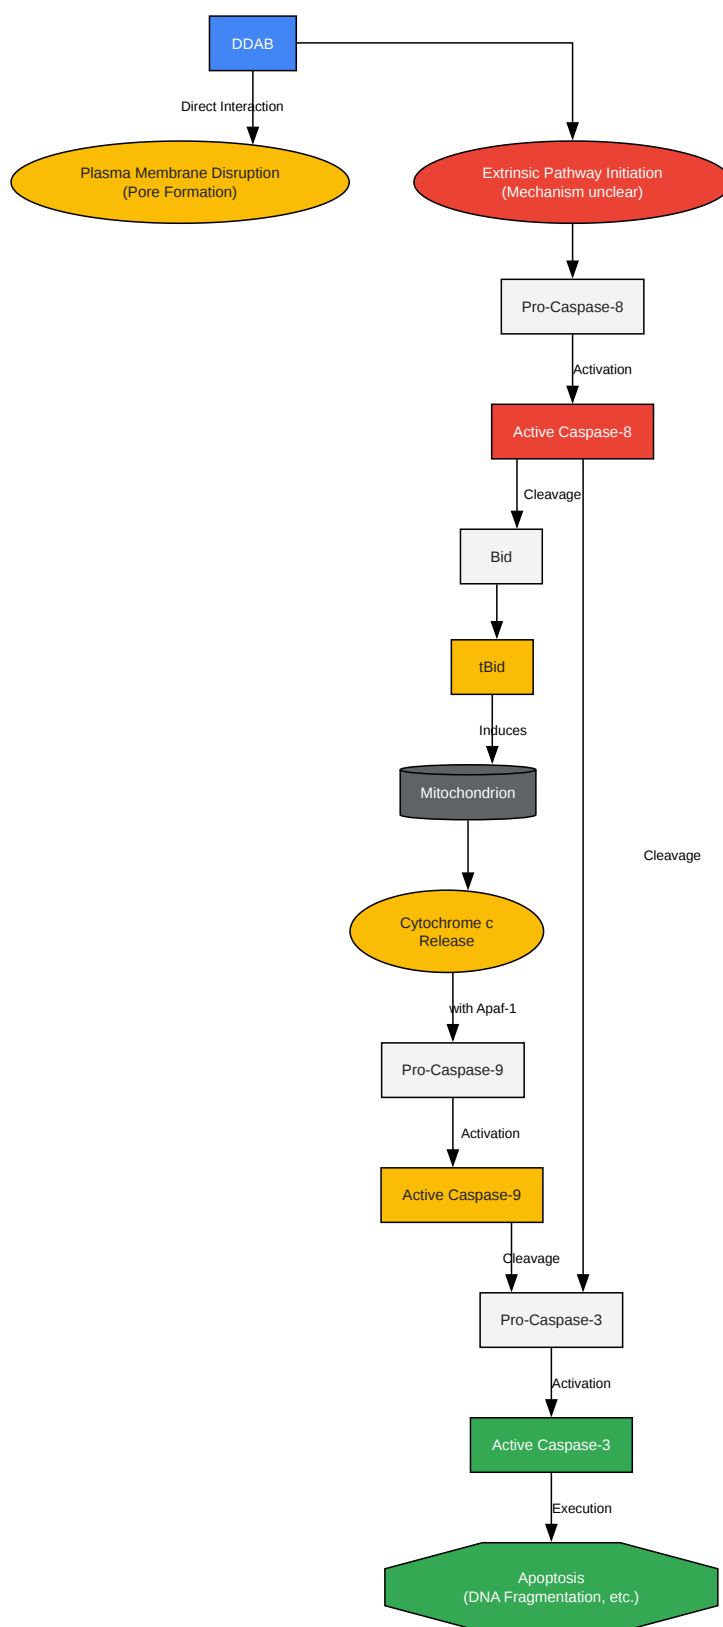 DDAB
Direct Interaction
Plasma Membrane Disruption
(Pore Formation)
Extrinsic Pathway Initiation
(Mechanism unclear)
Pro-Caspase-8
Activation
Active Caspase-8
Cleavage
Bid
tBid
Induces
Mitochondrion
Cleavage
Cytochrome c
Release
with Apaf-1
Pro-Caspase-9
Activation
Active Caspase-9
Cleavage
Pro-Caspase-3
Activation
Active Caspase-3
Execution
Apoptosis
(DNA Fragmentation, etc.)